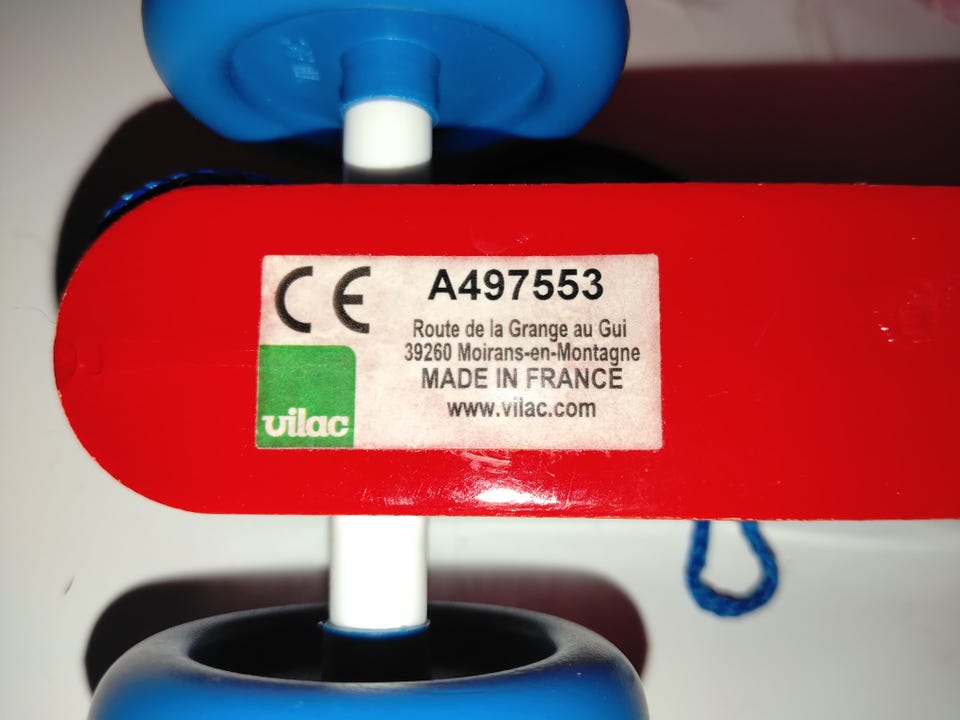 CE
A497553
Route de la Grange au Gui
39260 Moirans-en-Montagne
MADE IN FRANCE
www.vilac.com
vilac